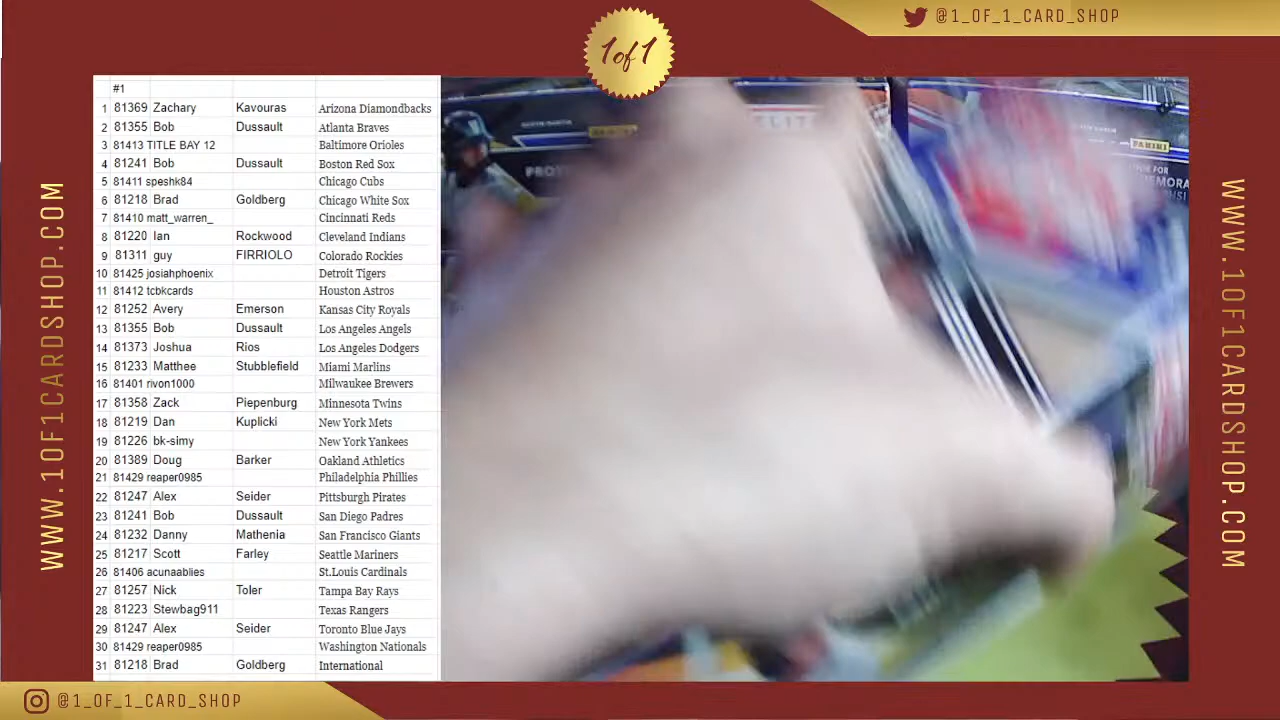 @1_OF_1_CARD_SHOP
1of1
#1
1 81369 Zachary Kavouras Arizona Diamondbacks
2 81355 Bob Dussault Atlanta Braves
3 81413 TITLE BAY 12 Baltimore Orioles
4 81241 Bob Dussault Boston Red Sox
5 81411 speshk84 Chicago Cubs
6 81218 Brad Goldberg Chicago White Sox
7 81410 matt_warren_ Cincinnati Reds
8 81220 Ian Rockwood Cleveland Indians
9 81311 guy FIRRIOLO Colorado Rockies
10 81425 josiahphoenix Detroit Tigers
11 81412 tcbkcards Houston Astros
12 81252 Avery Emerson Kansas City Royals
13 81355 Bob Dussault Los Angeles Angels
14 81373 Joshua Rios Los Angeles Dodgers
15 81233 Matthee Stubblefield Miami Marlins
16 81401 rivon1000 Milwaukee Brewers
17 81358 Zack Piepenburg Minnesota Twins
18 81219 Dan Kuplicki New York Mets
19 81226 bk-simy New York Yankees
20 81389 Doug Barker Oakland Athletics
21 81429 reaper0985 Philadelphia Phillies
22 81247 Alex Seider Pittsburgh Pirates
23 81241 Bob Dussault San Diego Padres
24 81232 Danny Mathenia San Francisco Giants
25 81217 Scott Farley Seattle Mariners
26 81406 acunaablies St.Louis Cardinals
27 81257 Nick Toler Tampa Bay Rays
28 81223 Stewbag911 Texas Rangers
29 81247 Alex Seider Toronto Blue Jays
30 81429 reaper0985 Washington Nationals
31 81218 Brad Goldberg International
PANINI
WWW.1OF1CARDSHOP.COM
WWW.1OF1CARDSHOP.COM
@1_OF_1_CARD_SHOP